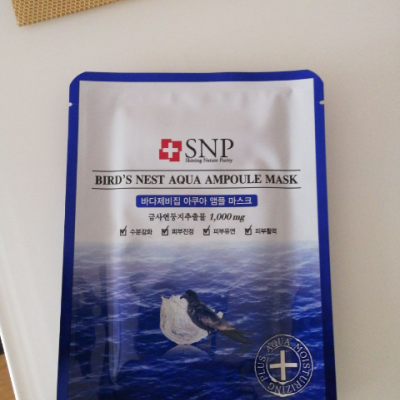 SNP
Shining Nature Purity
BIRD'S NEST AQUA AMPOULE MASK
바다제비집 아쿠아 앰플 마스크
금사연둥지추출물 1,000mg
수분강화 피부진정 피부유연 피부활력
PLUS AQUA MOISTURIZING